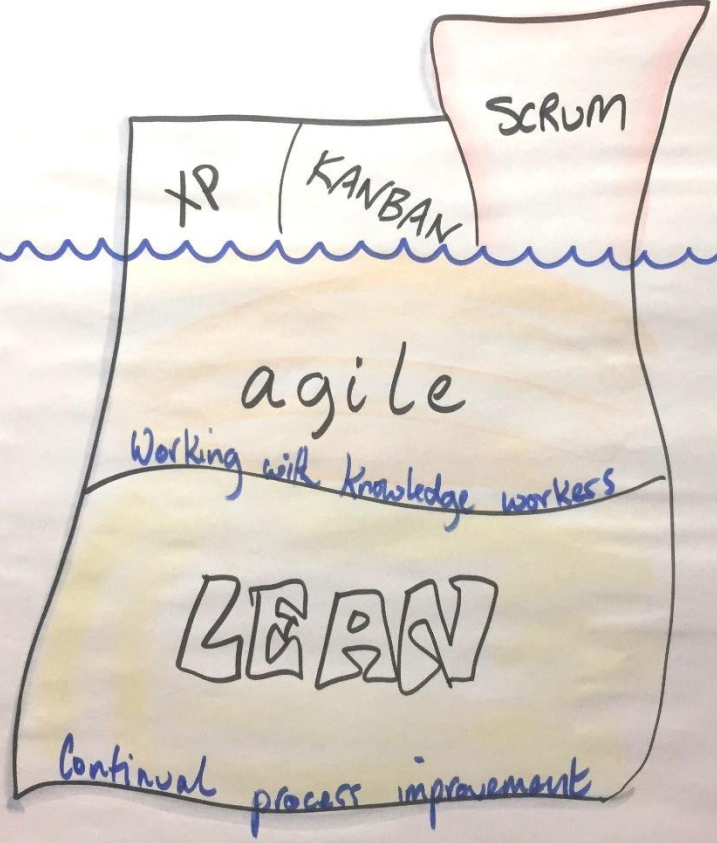 SCRUM
XP
KANBAN
agile
Working with knowledge workers
LEAN
Continual process improvement